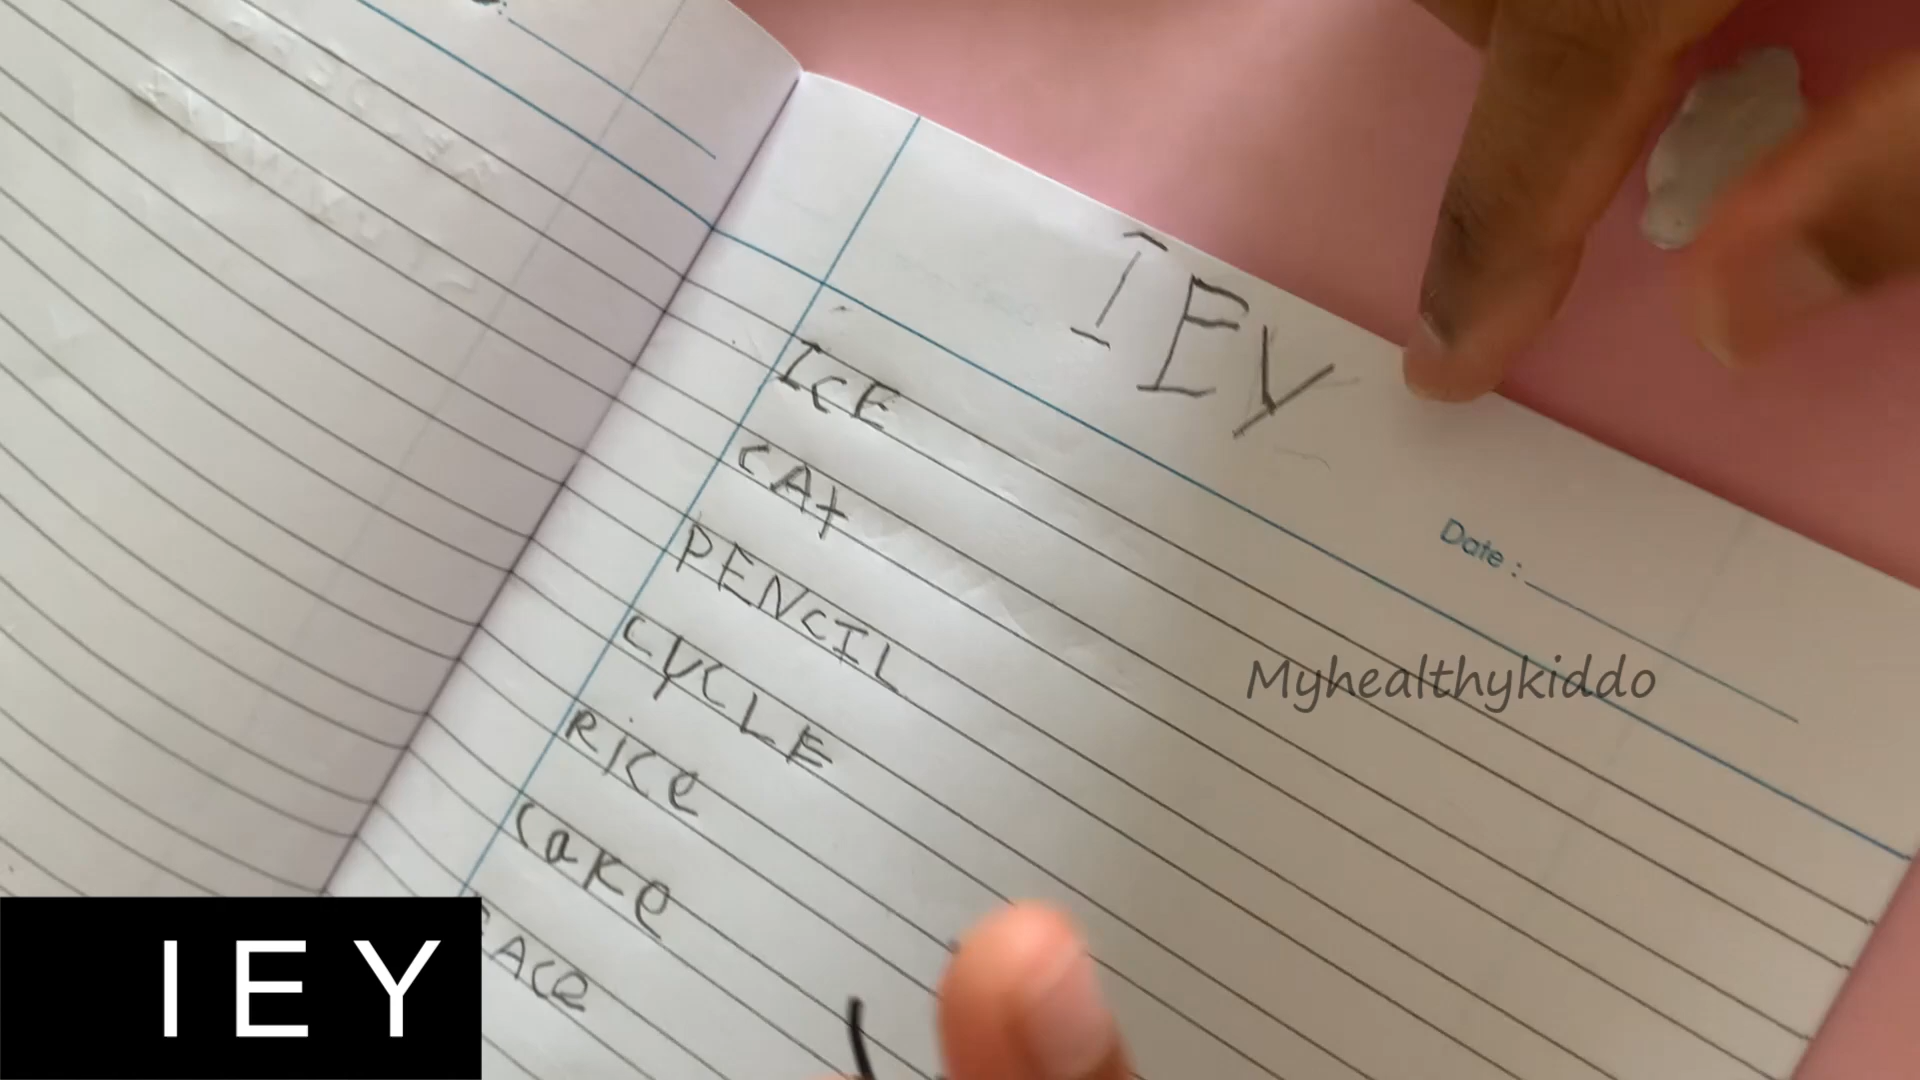 IEY
ICE
CAt
PENCIL
CYCLE
RiCe
CaKe
Date :
Myhealthykiddo
IEY